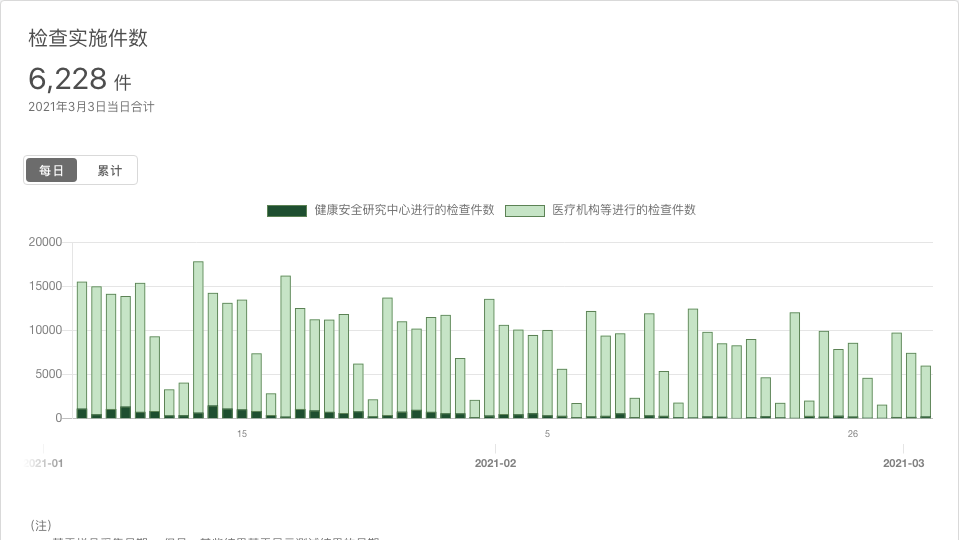 检查实施件数
6,228 件
2021年3月3日当日合计
每日 累计
健康安全研究中心进行的检查件数 医疗机构等进行的检查件数
20000
15000
10000
5000
0
15 5 26
021-01 2021-02 2021-03
(注)